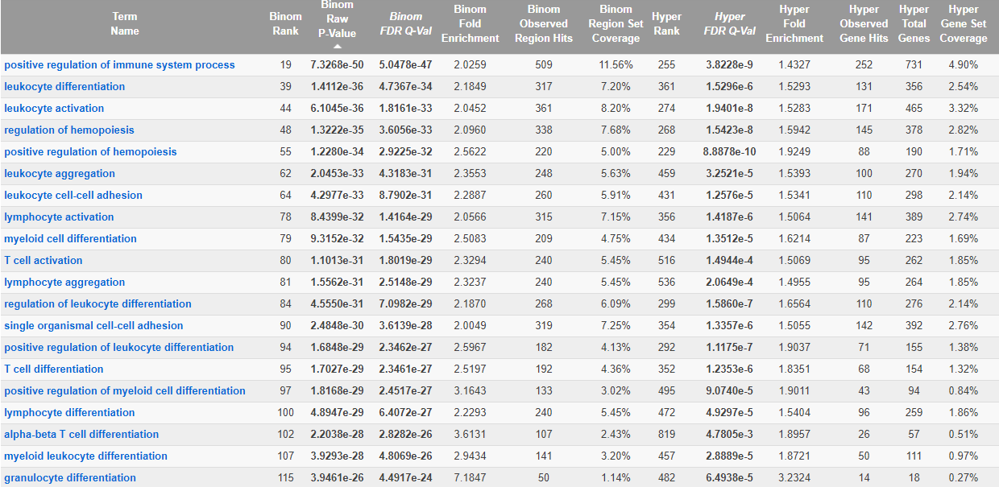 Term Name Binom Rank Binom Raw P-Value Binom FDR Q-Val Binom Fold Enrichment Binom Observed Region Hits Binom Region Set Coverage Hyper Rank Hyper FDR Q-Val Hyper Fold Enrichment Hyper Observed Gene Hits Hyper Total Genes Hyper Gene Set Coverage
positive regulation of immune system process 19 7.3268e-50 5.0478e-47 2.0259 509 11.56% 255 3.8228e-9 1.4327 252 731 4.90%
leukocyte differentiation 39 1.4112e-36 4.7367e-34 2.1849 317 7.20% 361 1.5296e-6 1.5293 131 356 2.54%
leukocyte activation 44 6.1045e-36 1.8161e-33 2.0452 361 8.20% 274 1.9401e-8 1.5283 171 465 3.32%
regulation of hemopoiesis 48 1.3222e-35 3.6056e-33 2.0960 338 7.68% 268 1.5423e-8 1.5942 145 378 2.82%
positive regulation of hemopoiesis 55 1.2280e-34 2.9225e-32 2.5622 220 5.00% 229 8.8878e-10 1.9249 88 190 1.71%
leukocyte aggregation 62 2.0453e-33 4.3183e-31 2.3553 248 5.63% 459 3.2521e-5 1.5393 100 270 1.94%
leukocyte cell-cell adhesion 64 4.2977e-33 8.7902e-31 2.2887 260 5.91% 431 1.2576e-5 1.5341 110 298 2.14%
lymphocyte activation 78 8.4399e-32 1.4164e-29 2.0566 315 7.15% 356 1.4187e-6 1.5064 141 389 2.74%
myeloid cell differentiation 79 9.3152e-32 1.5435e-29 2.5083 209 4.75% 434 1.3512e-5 1.6214 87 223 1.69%
T cell activation 80 1.1013e-31 1.8019e-29 2.3294 240 5.45% 516 1.4944e-4 1.5069 95 262 1.85%
lymphocyte aggregation 81 1.5562e-31 2.5148e-29 2.3237 240 5.45% 536 2.0649e-4 1.4955 95 264 1.85%
regulation of leukocyte differentiation 84 4.5550e-31 7.0982e-29 2.1870 268 6.09% 299 1.5860e-7 1.6564 110 276 2.14%
single organismal cell-cell adhesion 90 2.4848e-30 3.6139e-28 2.0049 319 7.25% 354 1.3357e-6 1.5055 142 392 2.76%
positive regulation of leukocyte differentiation 94 1.6848e-29 2.3462e-27 2.5967 182 4.13% 292 1.1175e-7 1.9037 71 155 1.38%
T cell differentiation 95 1.7027e-29 2.3461e-27 2.5197 192 4.36% 352 1.2353e-6 1.8351 68 154 1.32%
positive regulation of myeloid cell differentiation 97 1.8168e-29 2.4517e-27 3.1643 133 3.02% 495 9.0740e-5 1.9011 43 94 0.84%
lymphocyte differentiation 100 4.8947e-29 6.4072e-27 2.2293 240 5.45% 472 4.9297e-5 1.5404 96 259 1.86%
alpha-beta T cell differentiation 102 2.2038e-28 2.8282e-26 3.6131 107 2.43% 819 4.7805e-3 1.8957 26 57 0.51%
myeloid leukocyte differentiation 107 3.9293e-28 4.8069e-26 2.9434 141 3.20% 457 2.8889e-5 1.8721 50 111 0.97%
granulocyte differentiation 115 3.9461e-26 4.4917e-24 7.1847 50 1.14% 482 6.4938e-5 3.2324 14 18 0.27%